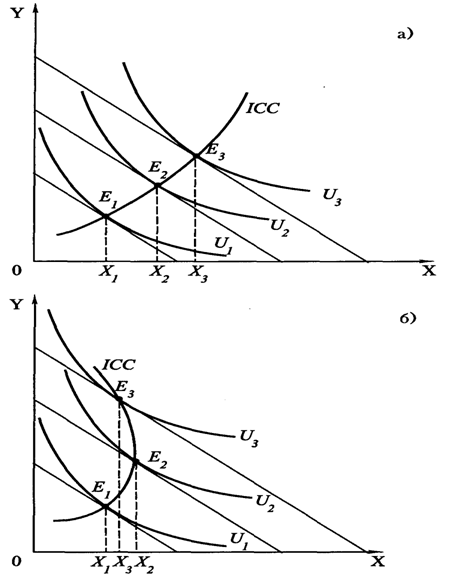 Y
а)
ICC
E₃
E₂
E₁
U₃
U₂
U₁
0 X₁ X₂ X₃ X
Y
б)
ICC
E₃
U₃
E₂
E₁
U₂
U₁
0 X₁ X₃ X₂ X